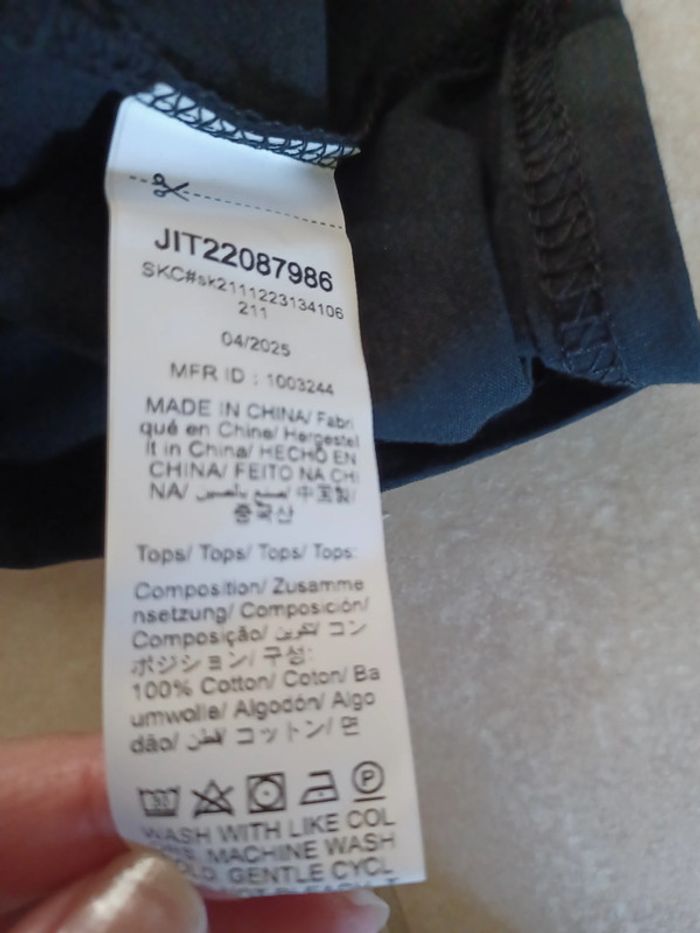 JIT22087986
SKC#sk2111223134106
211
04/2025
MFR ID : 1003244
MADE IN CHINA/ Fabri
qué en Chine/ Hergestel
lt in China/ HECHO EN
CHINA/ FEITO NA CHI
NA/ صنع بالصين/ 中国製/
중국산
Tops/ Tops/ Tops/ Tops:
Composition/ Zusamme
nsetzung/ Composición/
Composição/ تكوين/ コン
ポジション/ 구성:
100% Cotton/ Coton/ Ba
umwolle/ Algodón/ Algo
dão/ قطن/ コットン/ 면
P
WASH WITH LIKE COL
MACHINE WASH
GENTLE CYCL